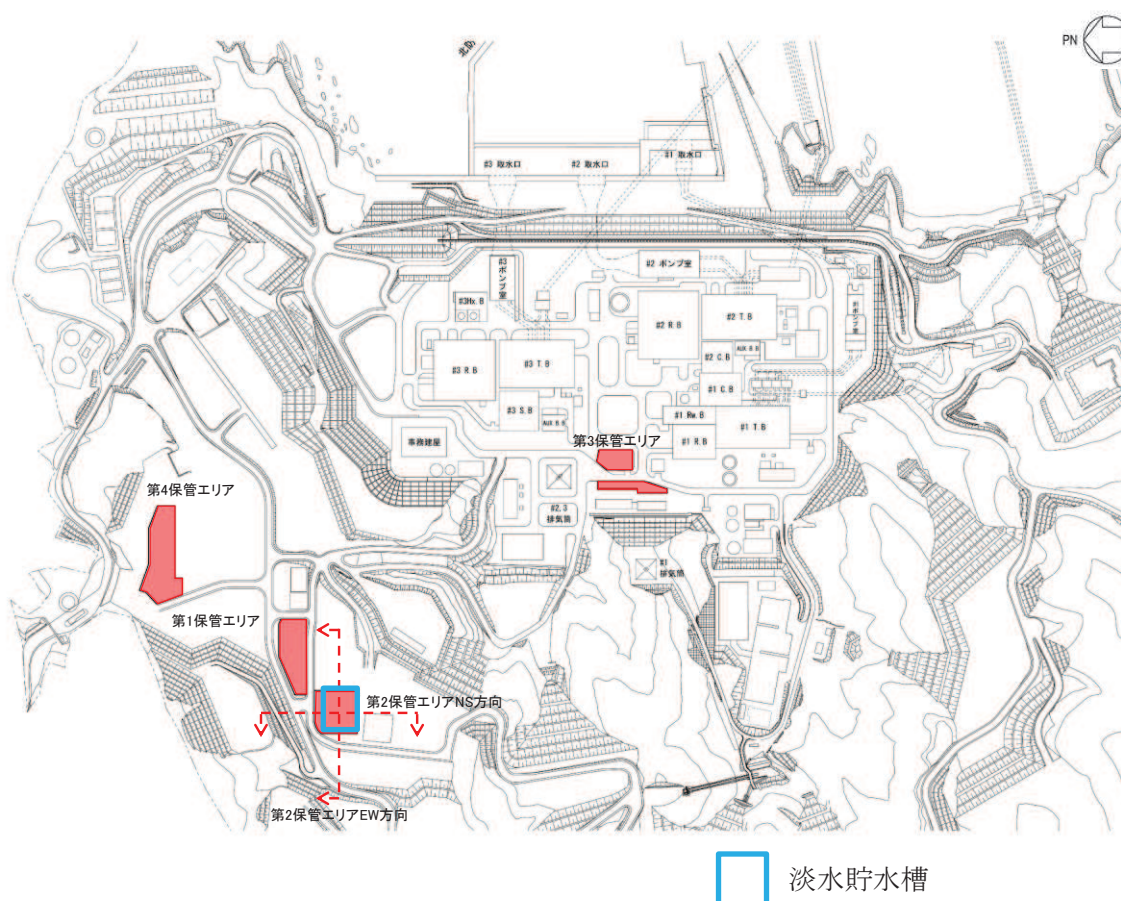 PN
北防
#3 取水口
#2 取水口
#1 取水口
#3 ポンプ室
#2 ポンプ室
#3Hx.B
#2 R.B
#2 T.B
#3 R.B
#3 T.B
#2 C.B
AUX B.B
#1 C.B
#3 S.B
AUX B.B
#1 Rw.B
#1 R.B
#1 T.B
事務建屋
第3保管エリア
#2,3
排気筒
#1
排気筒
第4保管エリア
第1保管エリア
第2保管エリアNS方向
第2保管エリアEW方向
淡水貯水槽